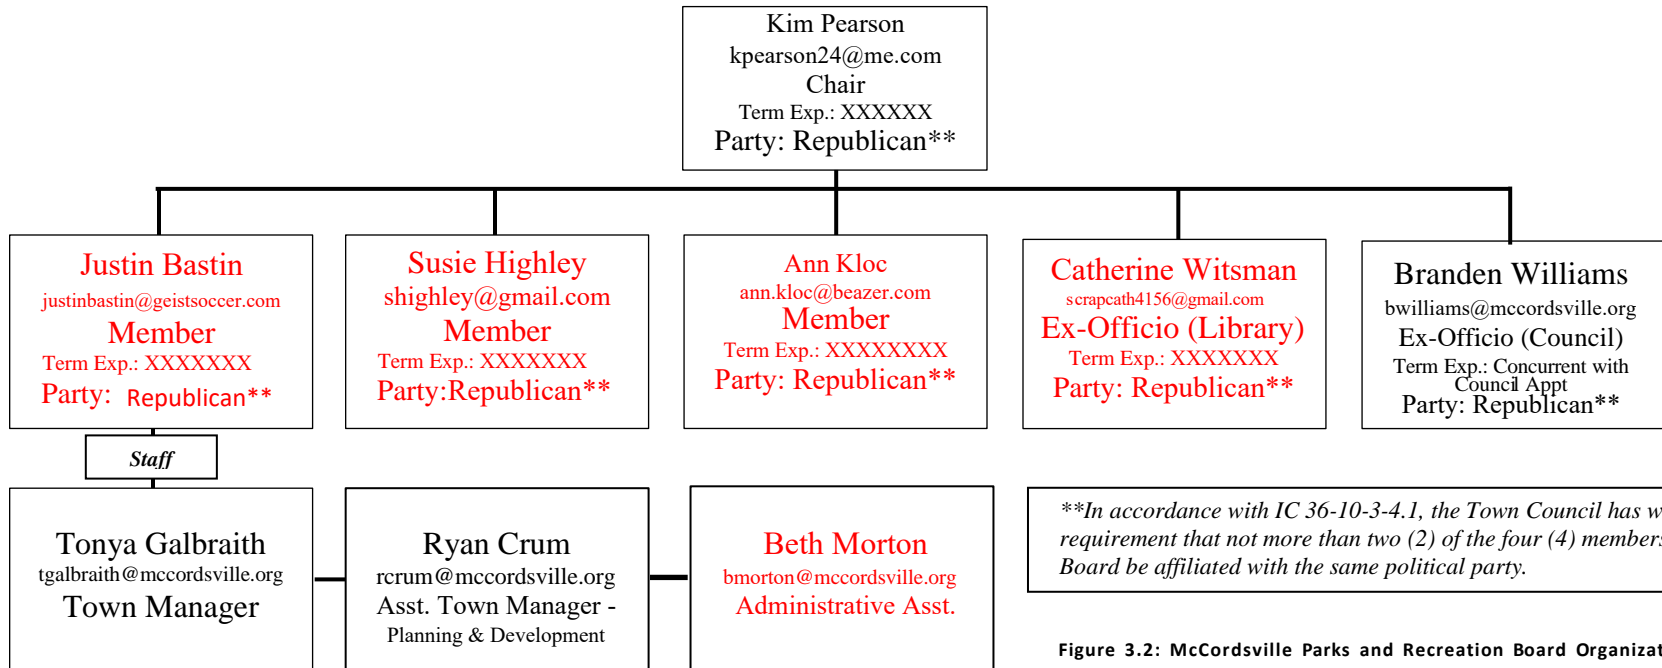 Kim Pearson
kpearson24@me.com
Chair
Term Exp.: XXXXXX
Party: Republican**
Justin Bastin
justinbastin@geistsoccer.com
Member
Term Exp.: XXXXXXX
Party: Republican**
Susie Highley
shighley@gmail.com
Member
Term Exp.: XXXXXXX
Party:Republican**
Ann Kloc
ann.kloc@beazer.com
Member
Term Exp.: XXXXXXXX
Party: Republican**
Catherine Witsman
scrapcath4156@gmail.com
Ex-Officio (Library)
Term Exp.: XXXXXXX
Party: Republican**
Branden Williams
bwilliams@mccordsville.org
Ex-Officio (Council)
Term Exp.: Concurrent with
Council Appt
Party: Republican**
Staff
Tonya Galbraith
tgalbraith@mccordsville.org
Town Manager
Ryan Crum
rcrum@mccordsville.org
Asst. Town Manager -
Planning & Development
Beth Morton
bmorton@mccordsville.org
Administrative Asst.
**In accordance with IC 36-10-3-4.1, the Town Council has w
requirement that not more than two (2) of the four (4) members
Board be affiliated with the same political party.
Figure 3.2: McCordsville Parks and Recreation Board Organizat